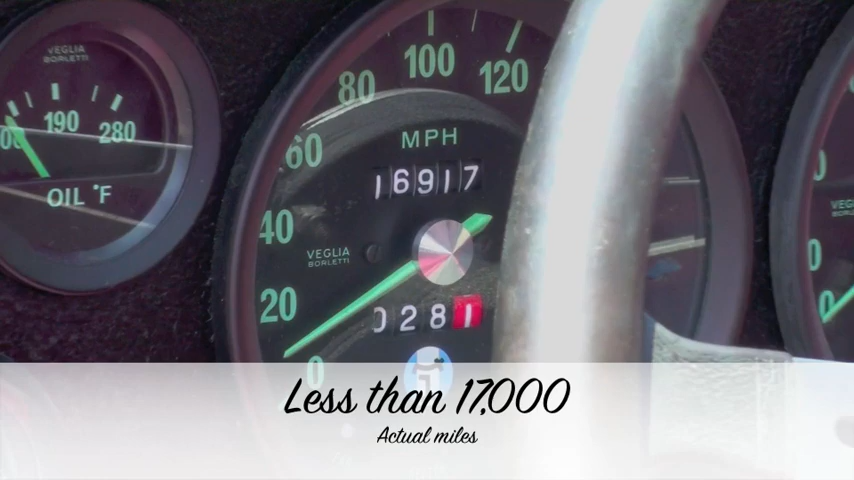 VEGLIA
BORLETTI
190
280
OIL °F
20
40
60
80
100
120
MPH
16917
VEGLIA
BORLETTI
0281
0
Less than 17,000
Actual miles